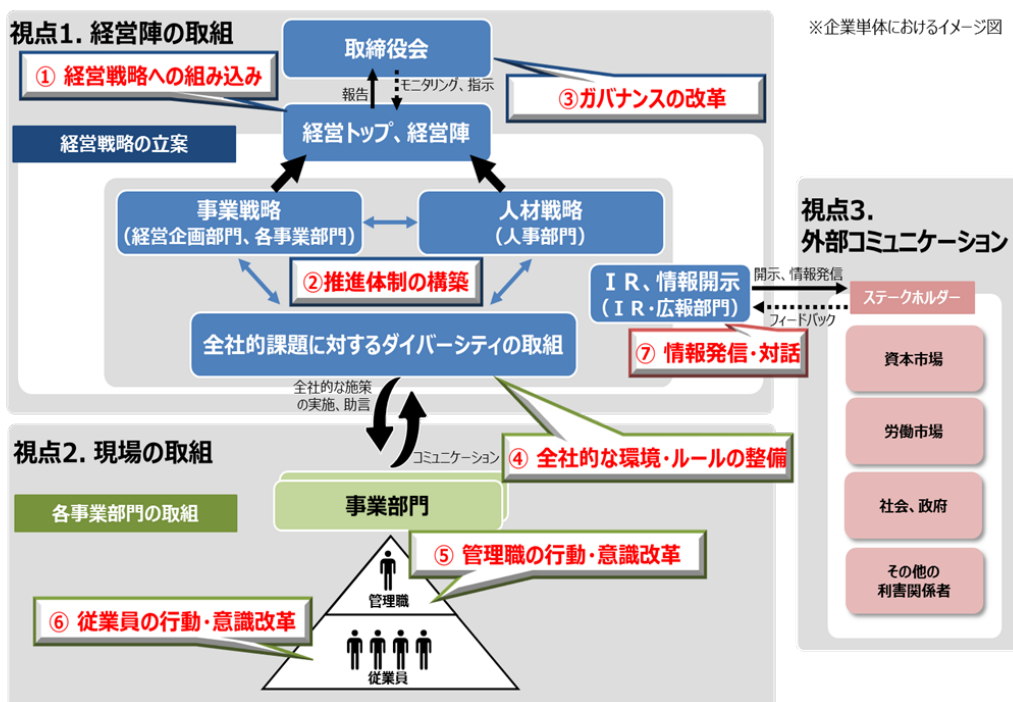 視点1. 経営陣の取組
※企業単体におけるイメージ図
取締役会
① 経営戦略への組み込み
報告
モニタリング、指示
③ガバナンスの改革
経営トップ、経営陣
経営戦略の立案
事業戦略
(経営企画部門、各事業部門)
人材戦略
(人事部門)
②推進体制の構築
全社的課題に対するダイバーシティの取組
ＩＲ、情報開示
(ＩＲ・広報部門)
⑦ 情報発信・対話
視点3.
外部コミュニケーション
開示、情報発信
フィードバック
ステークホルダー
資本市場
労働市場
社会、政府
その他の
利害関係者
全社的な施策
の実施、助言
コミュニケーション
④ 全社的な環境・ルールの整備
視点2. 現場の取組
各事業部門の取組
事業部門
⑤ 管理職の行動・意識改革
管理職
⑥ 従業員の行動・意識改革
従業員